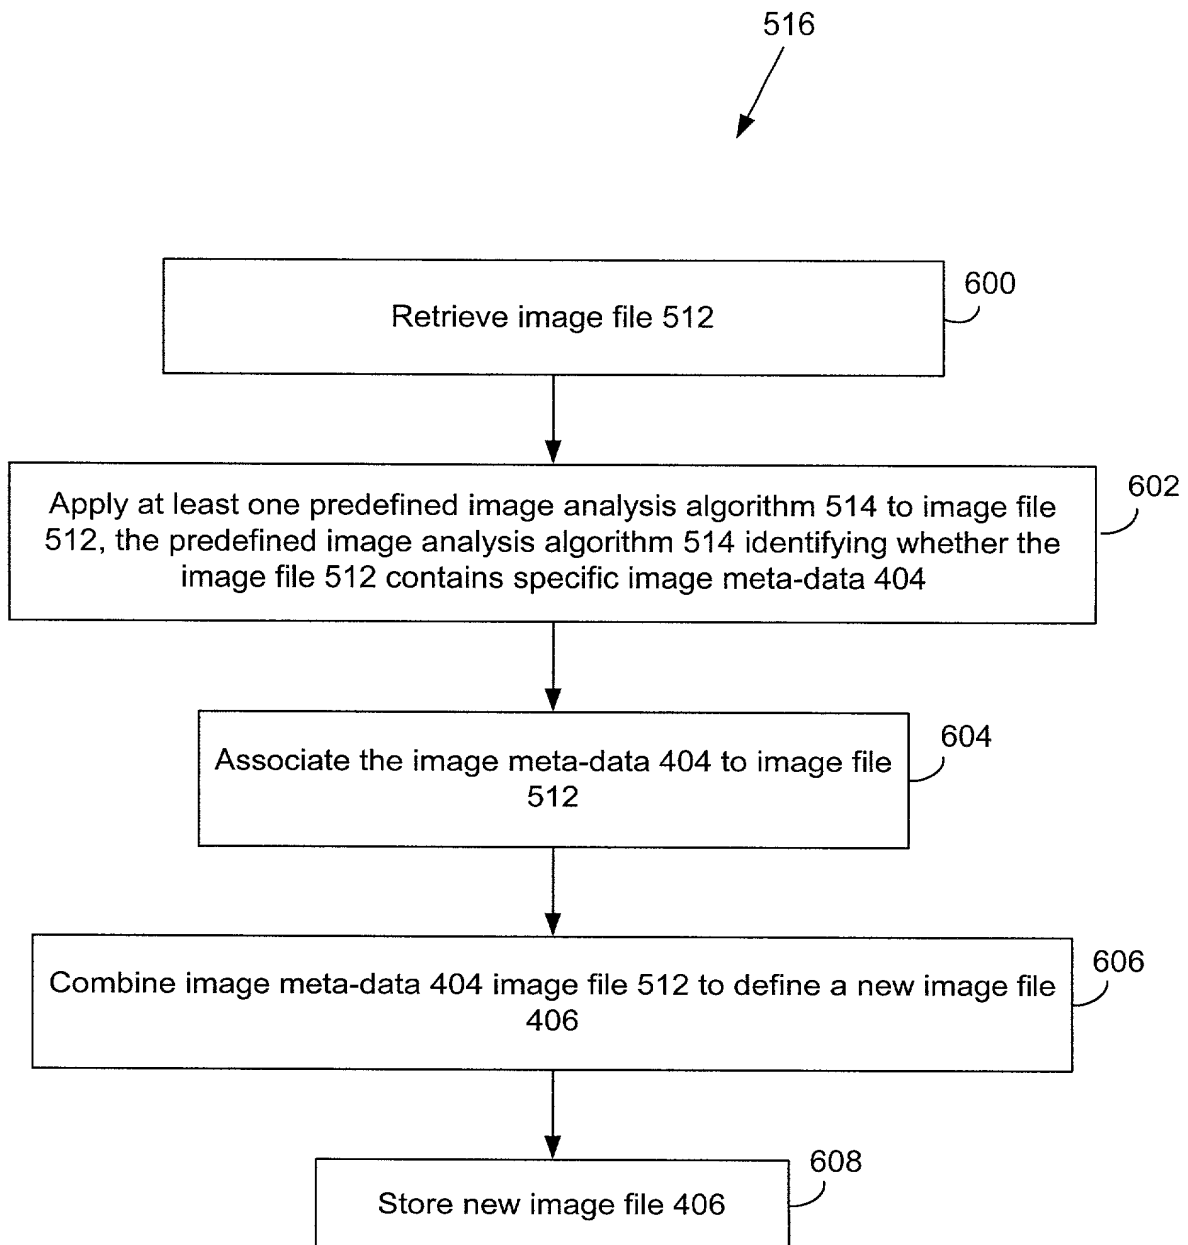 516
Retrieve image file 512
600
Apply at least one predefined image analysis algorithm 514 to image file
512, the predefined image analysis algorithm 514 identifying whether the
image file 512 contains specific image meta-data 404
602
Associate the image meta-data 404 to image file
512
604
Combine image meta-data 404 image file 512 to define a new image file
406
606
Store new image file 406
608